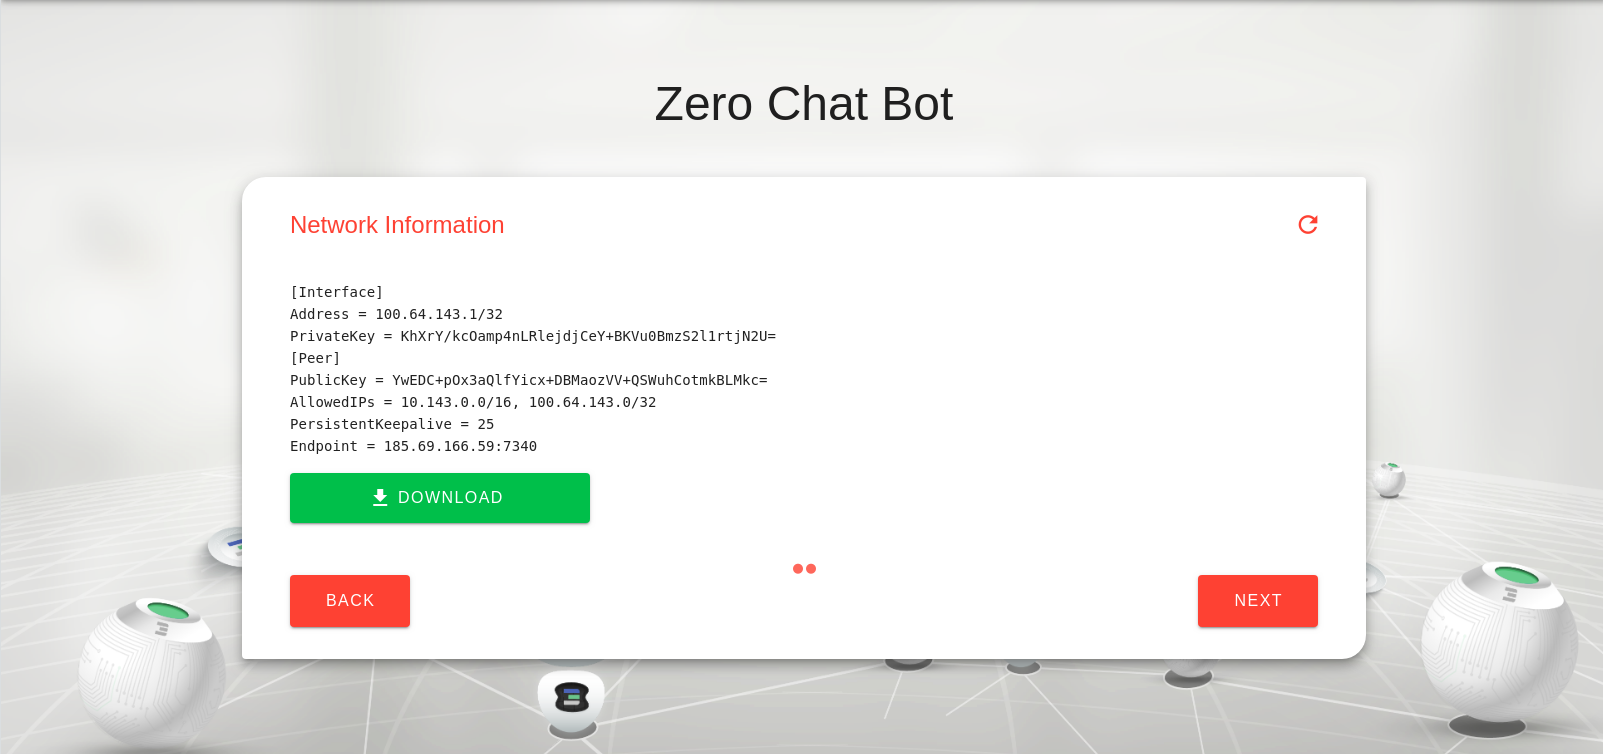 Zero Chat Bot
Network Information
[Interface]
Address = 100.64.143.1/32
PrivateKey = KhXrY/kcOamp4nLRlejdjCeY+BKVu0BmzS2l1rtjN2U=
[Peer]
PublicKey = YwEDC+pOx3aQlfYicx+DBMaozVV+QSWuhCotmkBLMkc=
AllowedIPs = 10.143.0.0/16, 100.64.143.0/32
PersistentKeepalive = 25
Endpoint = 185.69.166.59:7340
DOWNLOAD
BACK
NEXT